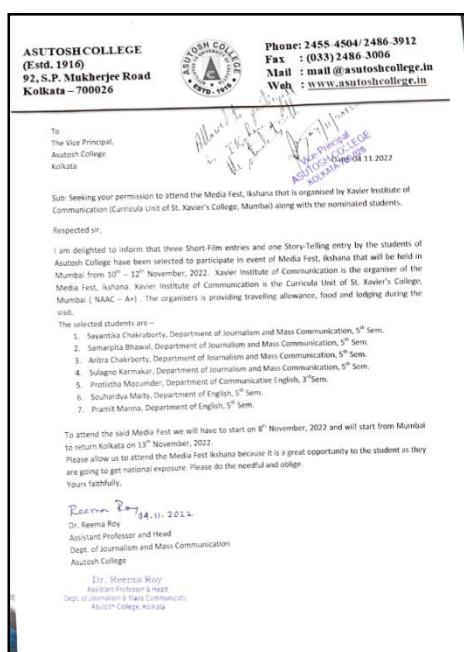 ASUTOSH COLLEGE
(Estd. 1916)
92, S.P. Mukherjee Road
Kolkata – 700026
ASUTOSH COLLEGE
ESTD. - 1916
Phone: 2455-4504/ 2486-3912
Fax : (033) 2486-3006
Mail : mail@asutoshcollege.in
Web : www.asutoshcollege.in
Allowed to
Vice-Principal
ASUTOSH COLLEGE
KOLKATA
To
The Vice Principal,
Asutosh College
Kolkata
Date: 04.11.2022
Sub: Seeking your permission to attend the Media Fest, Ikshana that is organised by Xavier Institute of
Communication (Curricula Unit of St. Xavier's College, Mumbai) along with the nominated students.
Respected sir,
I am delighted to inform that three Short-Film entries and one Story-Telling entry by the students of
Asutosh College have been selected to participate in event of Media Fest, Ikshana that will be held in
Mumbai from 10th – 12th November, 2022. Xavier Institute of Communication is the organiser of the
Media Fest, Ikshana. Xavier Institute of Communication is the Curricula Unit of St. Xavier's College,
Mumbai ( NAAC – A+) . The organisers is providing travelling allowance, food and lodging during the
visit.
The selected students are –
1. Sayantika Chakraborty, Department of Journalism and Mass Communication, 5th Sem.
2. Samarpita Bhawal, Department of Journalism and Mass Communication, 5th Sem.
3. Aritra Chakrborty, Department of Journalism and Mass Communication, 5th Sem.
4. Sulagno Karmakar, Department of Journalism and Mass Communication, 5th Sem.
5. Protistha Mozumder, Department of Communicative English, 3rdSem.
6. Souhardya Maity, Department of English, 5th Sem.
7. Pramit Manna, Department of English, 5th Sem.
To attend the said Media Fest we will have to start on 8th November, 2022 and will start from Mumbai
to return Kolkata on 13th November, 2022.
Please allow us to attend the Media Fest Ikshana because it is a great opportunity to the student as they
are going to get national exposure. Please do the needful and oblige.
Yours faithfully,
Reema Roy 04.11.2022
Dr. Reema Roy
Assistant Professor and Head
Dept. of Journalism and Mass Communication
Asutosh College
Dr. Reema Roy
Assistant Professor & Head
Dept. of Journalism & Mass Communicatic
Asutosh College, Kolkata